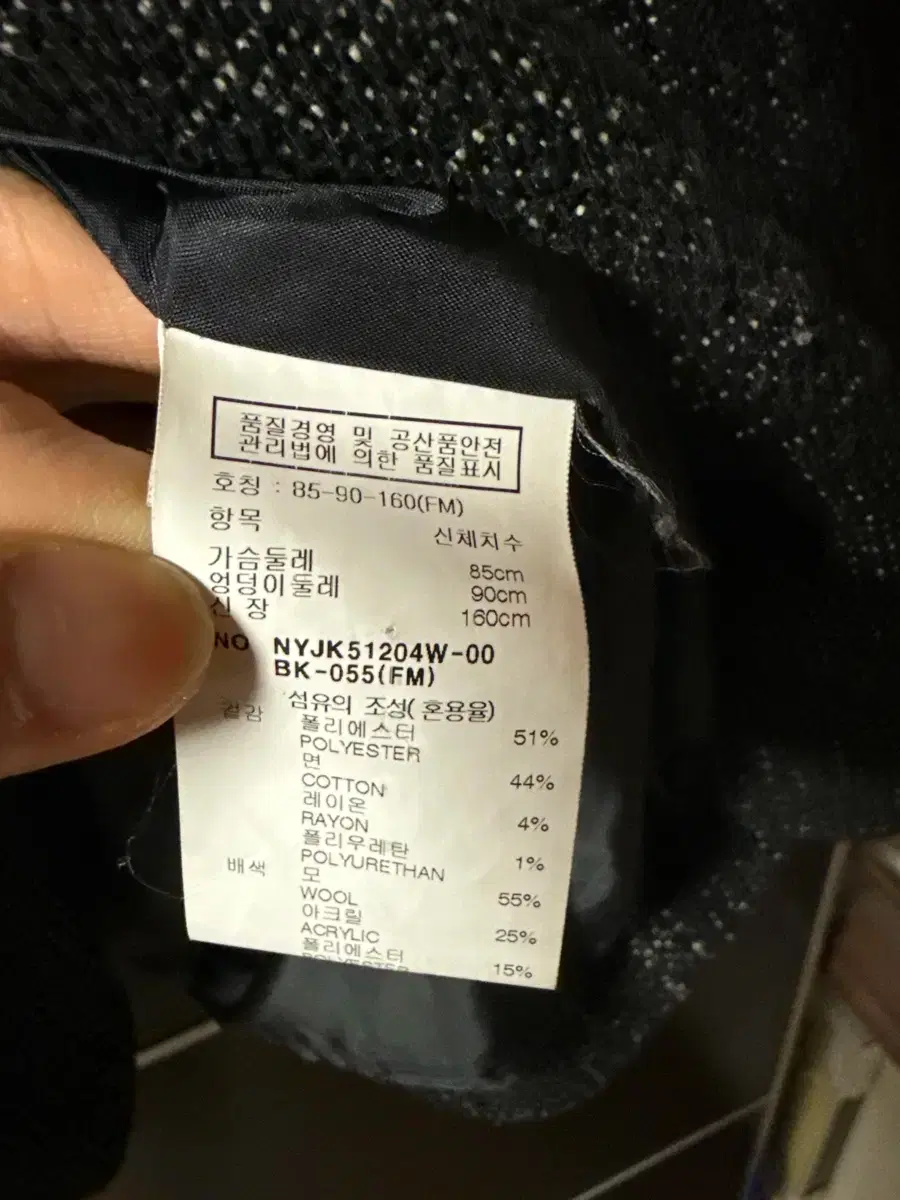 품질경영 및 공산품안전
관리법에 의한 품질표시
호칭 : 85-90-160(FM)
항목 신체치수
가슴둘레 85cm
엉덩이둘레 90cm
신 장 160cm
NO NYJK51204W-00
BK-055(FM)
섬유의 조성(혼용율)
겉감 폴리에스터 51%
POLYESTER
면 44%
COTTON
레이온 4%
RAYON
폴리우레탄 1%
POLYURETHAN
배색 모 55%
WOOL
아크릴 25%
ACRYLIC
폴리에스터 15%
POLYESTER